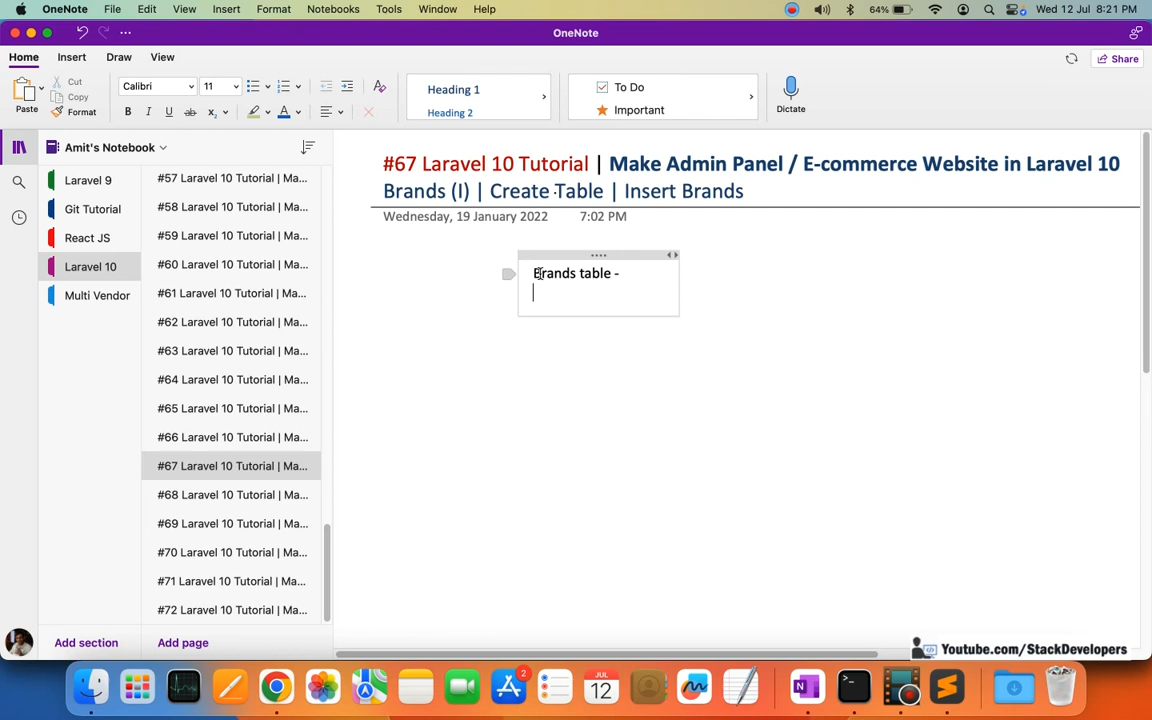 OneNote File Edit View Insert Format Notebooks Tools Window Help 64% Wed 12 Jul 8:21 PM
OneNote
Home Insert Draw View
Share
Paste
Cut
Copy
Format
Calibri 11
Heading 1
Heading 2
To Do
Important
Dictate
Amit's Notebook
Laravel 9
Git Tutorial
React JS
Laravel 10
Multi Vendor
#57 Laravel 10 Tutorial | Ma...
#58 Laravel 10 Tutorial | Ma...
#59 Laravel 10 Tutorial | Ma...
#60 Laravel 10 Tutorial | Ma...
#61 Laravel 10 Tutorial | Ma...
#62 Laravel 10 Tutorial | Ma...
#63 Laravel 10 Tutorial | Ma...
#64 Laravel 10 Tutorial | Ma...
#65 Laravel 10 Tutorial | Ma...
#66 Laravel 10 Tutorial | Ma...
#67 Laravel 10 Tutorial | Ma...
#68 Laravel 10 Tutorial | Ma...
#69 Laravel 10 Tutorial | Ma...
#70 Laravel 10 Tutorial | Ma...
#71 Laravel 10 Tutorial | Ma...
#72 Laravel 10 Tutorial | Ma...
Add section
Add page
#67 Laravel 10 Tutorial | Make Admin Panel / E-commerce Website in Laravel 10
Brands (I) | Create Table | Insert Brands
Wednesday, 19 January 2022 7:02 PM
Brands table -
Youtube.com/StackDevelopers
2
JUL
12